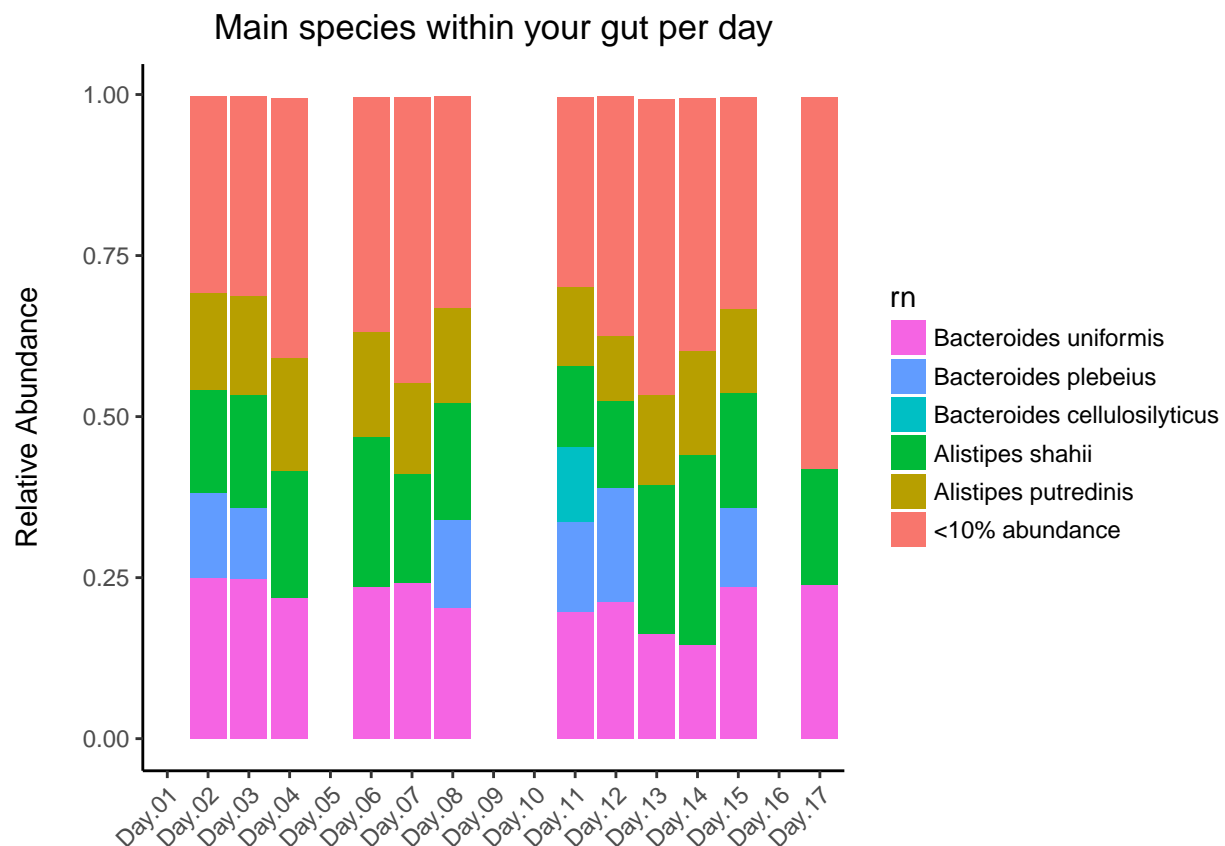 Main species within your gut per day
Relative Abundance
1.00
0.75
0.50
0.25
0.00
Day.01
Day.02
Day.03
Day.04
Day.05
Day.06
Day.07
Day.08
Day.09
Day.10
Day.11
Day.12
Day.13
Day.14
Day.15
Day.16
Day.17
rn
Bacteroides uniformis
Bacteroides plebeius
Bacteroides cellulosilyticus
Alistipes shahii
Alistipes putredinis
<10% abundance